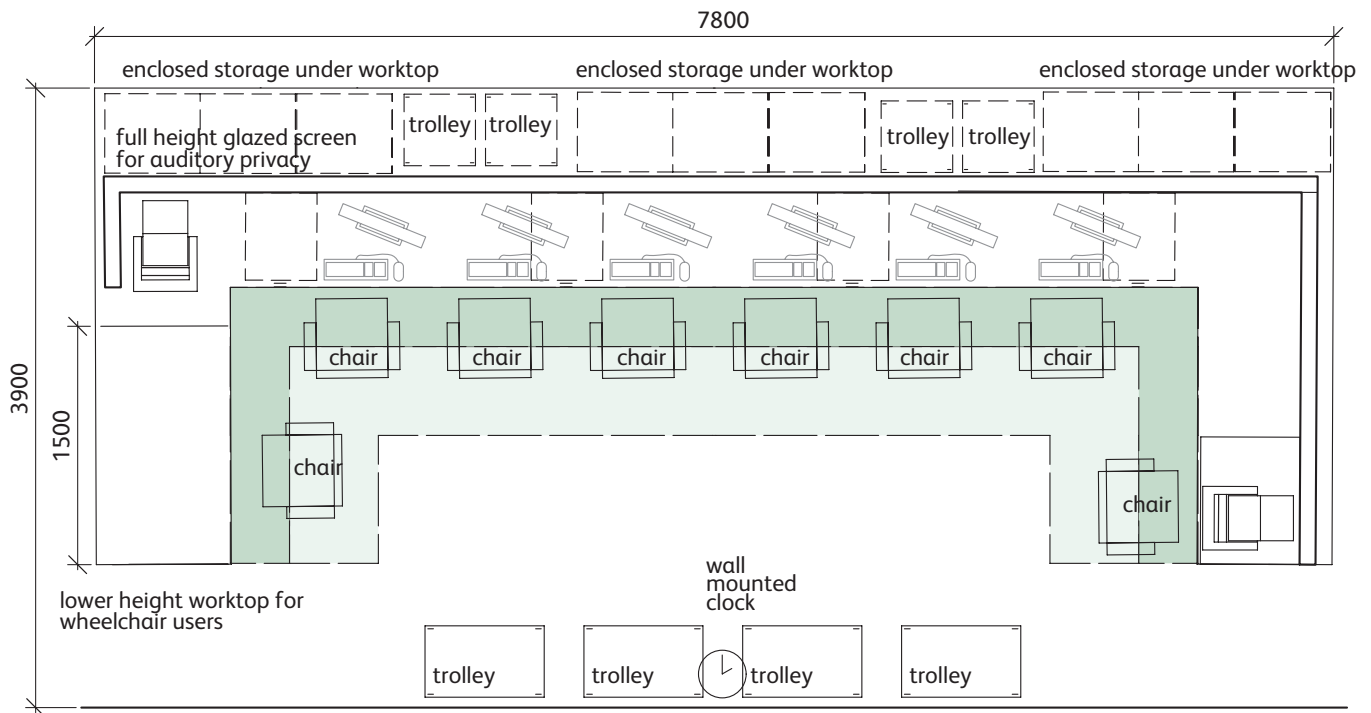 7800
enclosed storage under worktop
enclosed storage under worktop
enclosed storage under worktop
trolley
trolley
trolley
trolley
full height glazed screen
for auditory privacy
chair
chair
chair
chair
chair
chair
3900
1500
chair
chair
wall
mounted
clock
lower height worktop for
wheelchair users
trolley
trolley
trolley
trolley